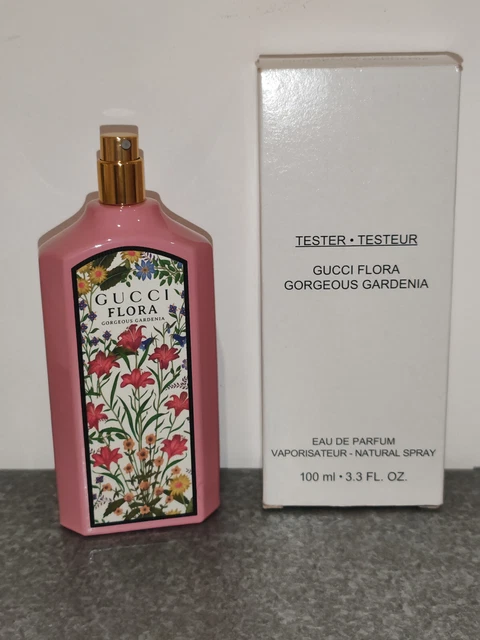 GUCCI
FLORA
GORGEOUS GARDENIA
TESTER • TESTEUR
GUCCI FLORA
GORGEOUS GARDENIA
EAU DE PARFUM
VAPORISATEUR - NATURAL SPRAY
100 ml • 3.3 FL. OZ.